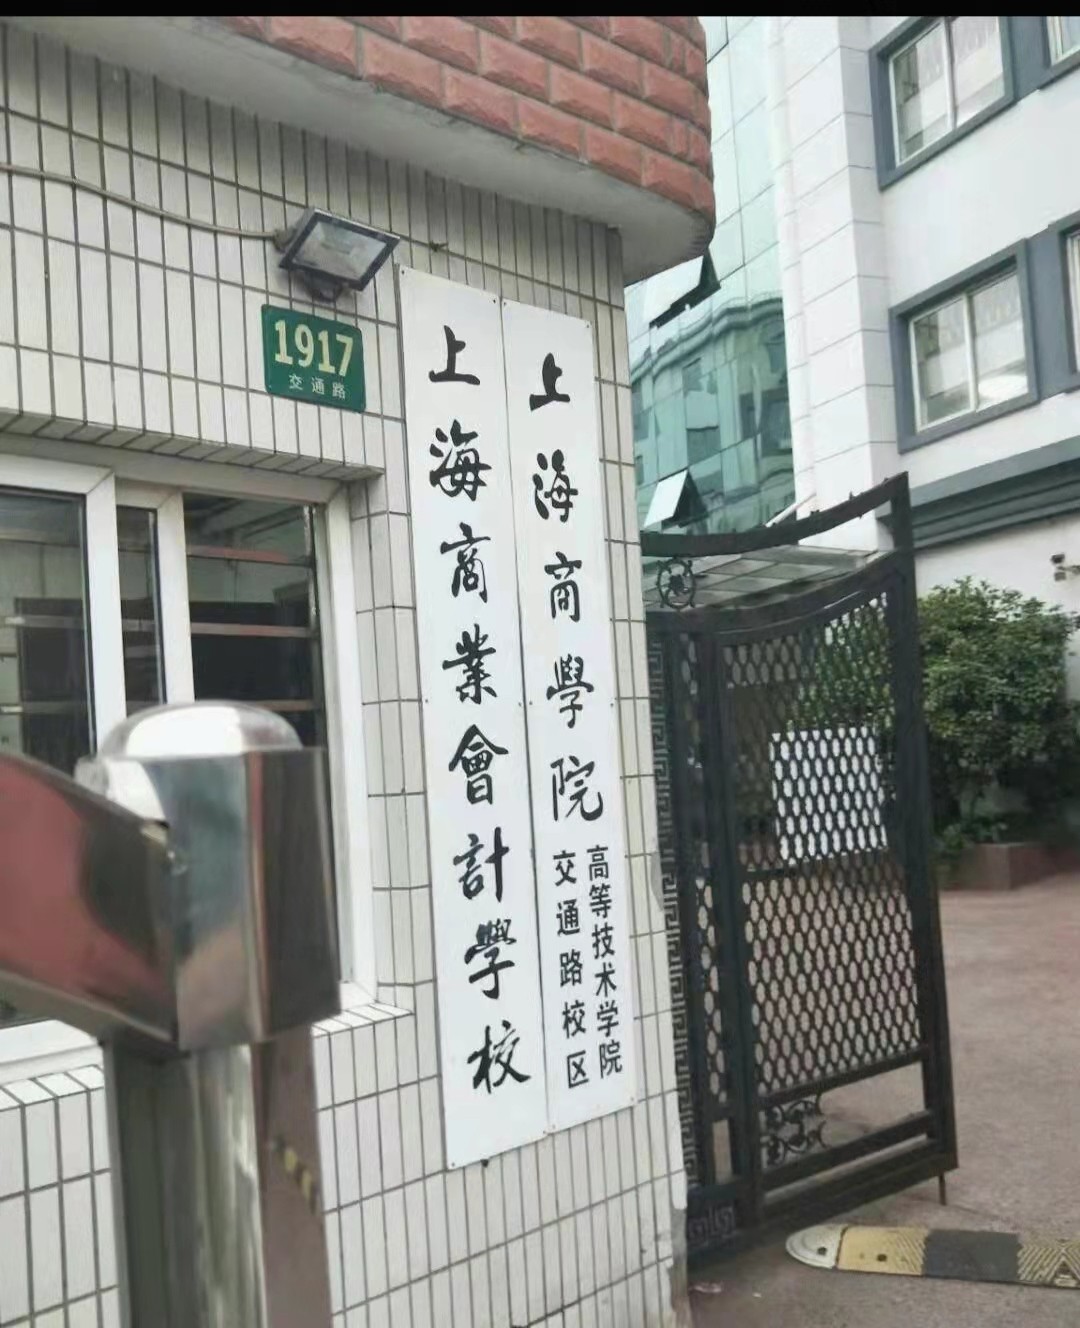 1917
交通路
上海商業會計學校
上海商學院
高等技术学院
交通路校区